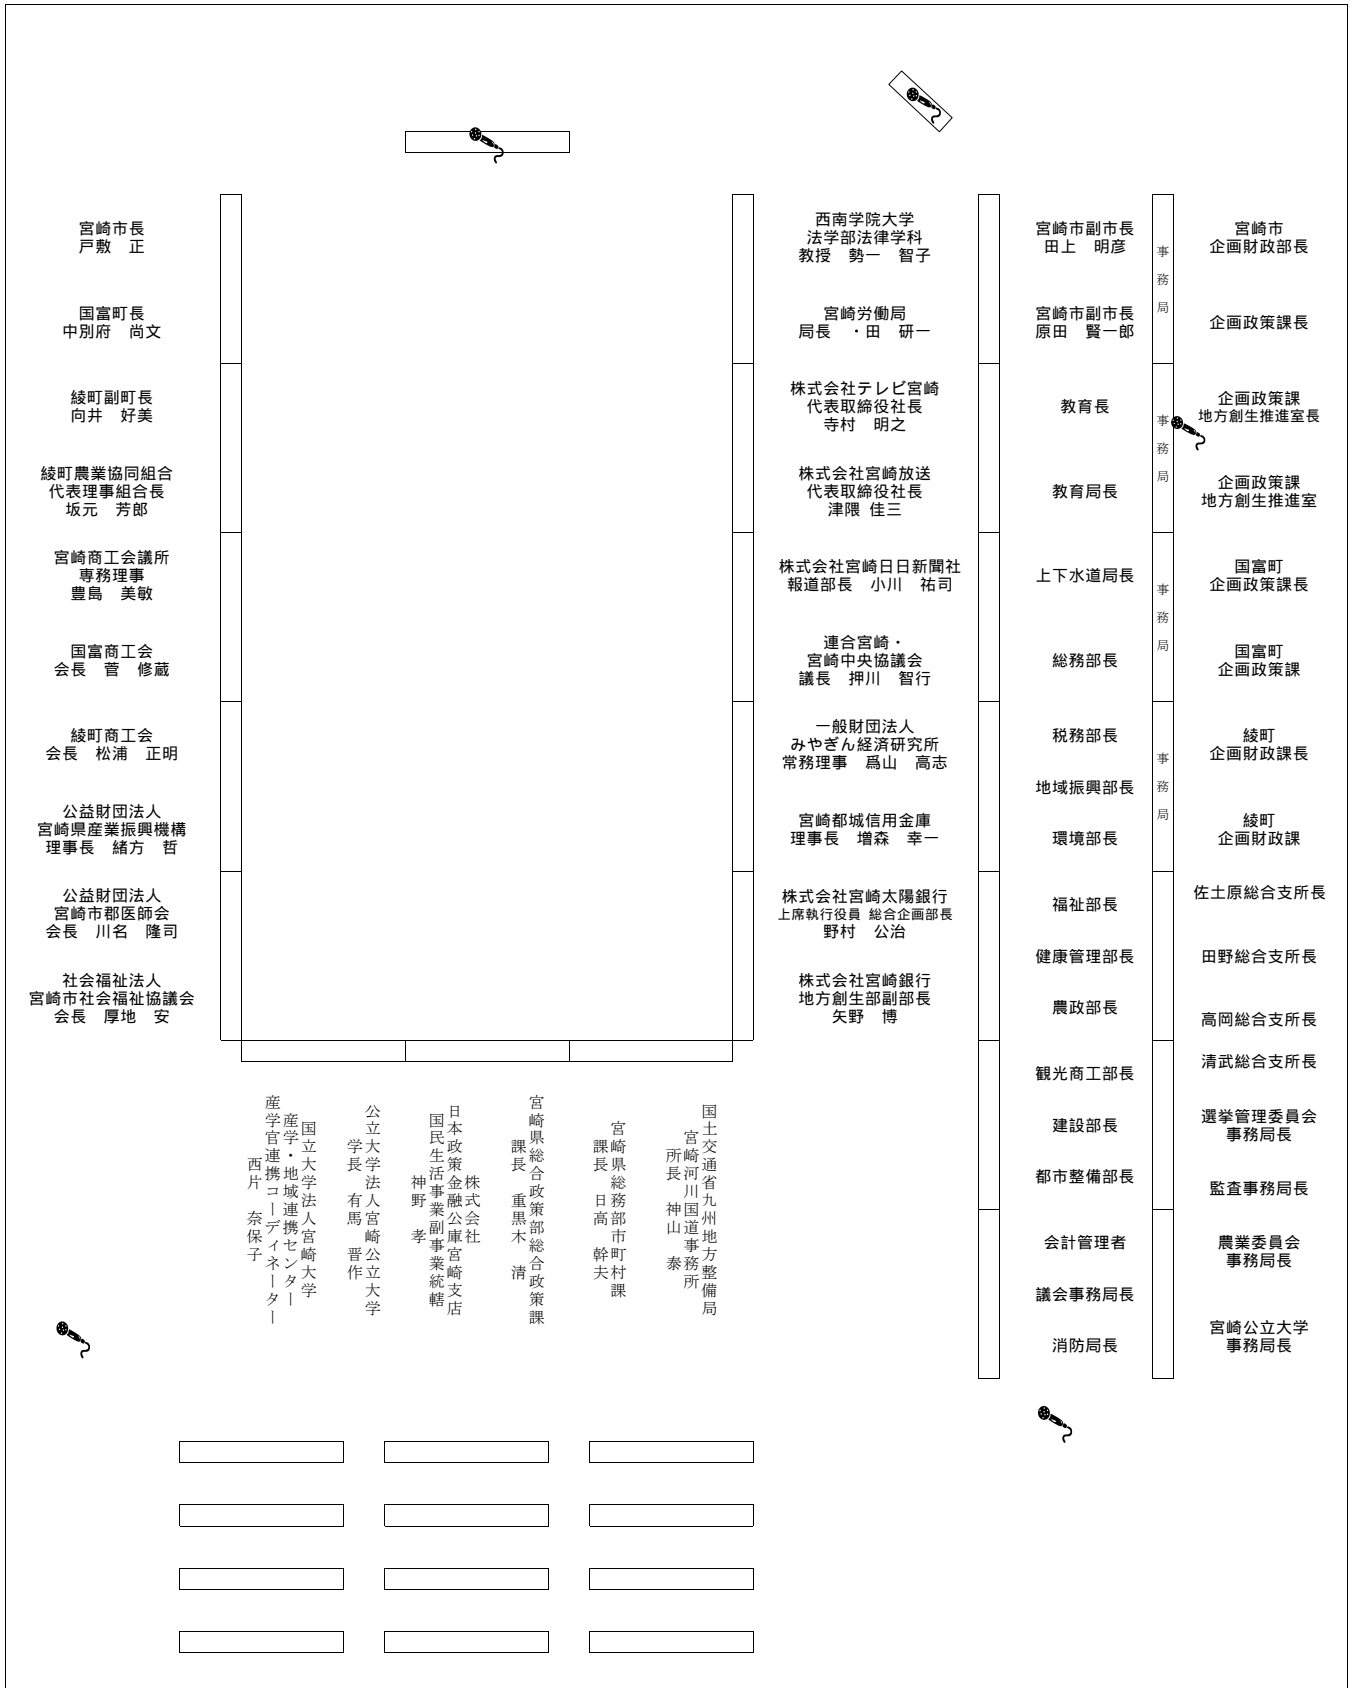 宮崎市長
戸敷　正
国富町長
中別府　尚文
綾町副町長
向井　好美
綾町農業協同組合
代表理事組合長
坂元　芳郎
宮崎商工会議所
専務理事
豊島　美敏
国富商工会
会長　菅　修蔵
綾町商工会
会長　松浦　正明
公益財団法人
宮崎県産業振興機構
理事長　緒方　哲
公益財団法人
宮崎市郡医師会
会長　川名　隆司
社会福祉法人
宮崎市社会福祉協議会
会長　厚地　安
西南学院大学
法学部法律学科
教授　勢一　智子
宮崎労働局
局長　・田　研一
株式会社テレビ宮崎
代表取締役社長
寺村　明之
株式会社宮崎放送
代表取締役社長
津隈 佳三
株式会社宮崎日日新聞社
報道部長　小川　祐司
連合宮崎・
宮崎中央協議会
議長　押川　智行
一般財団法人
みやぎん経済研究所
常務理事　爲山　高志
宮崎都城信用金庫
理事長　増森　幸一
株式会社宮崎太陽銀行
上席執行役員 総合企画部長
野村　公治
株式会社宮崎銀行
地方創生部副部長
矢野　博
国土交通省九州地方整備局
宮崎河川国道事務所
所長　神山　泰
宮崎県総務部市町村課
課長　日高　幹夫
宮崎県総合政策部総合政策課
課長　重黒木　清
株式会社
日本政策金融公庫宮崎支店
国民生活事業副事業統轄
神野　孝
公立大学法人宮崎公立大学
学長　有馬　晋作
国立大学法人宮崎大学
産学・地域連携センター
産学官連携コーディネーター
西片　奈保子
宮崎市副市長
田上　明彦
宮崎市副市長
原田　賢一郎
教育長
教育局長
上下水道局長
総務部長
税務部長
地域振興部長
環境部長
福祉部長
健康管理部長
農政部長
観光商工部長
建設部長
都市整備部長
会計管理者
議会事務局長
消防局長
事務局
事務局
事務局
事務局
宮崎市
企画財政部長
企画政策課長
企画政策課
地方創生推進室長
企画政策課
地方創生推進室
国富町
企画政策課長
国富町
企画政策課
綾町
企画財政課長
綾町
企画財政課
佐土原総合支所長
田野総合支所長
高岡総合支所長
清武総合支所長
選挙管理委員会
事務局長
監査事務局長
農業委員会
事務局長
宮崎公立大学
事務局長